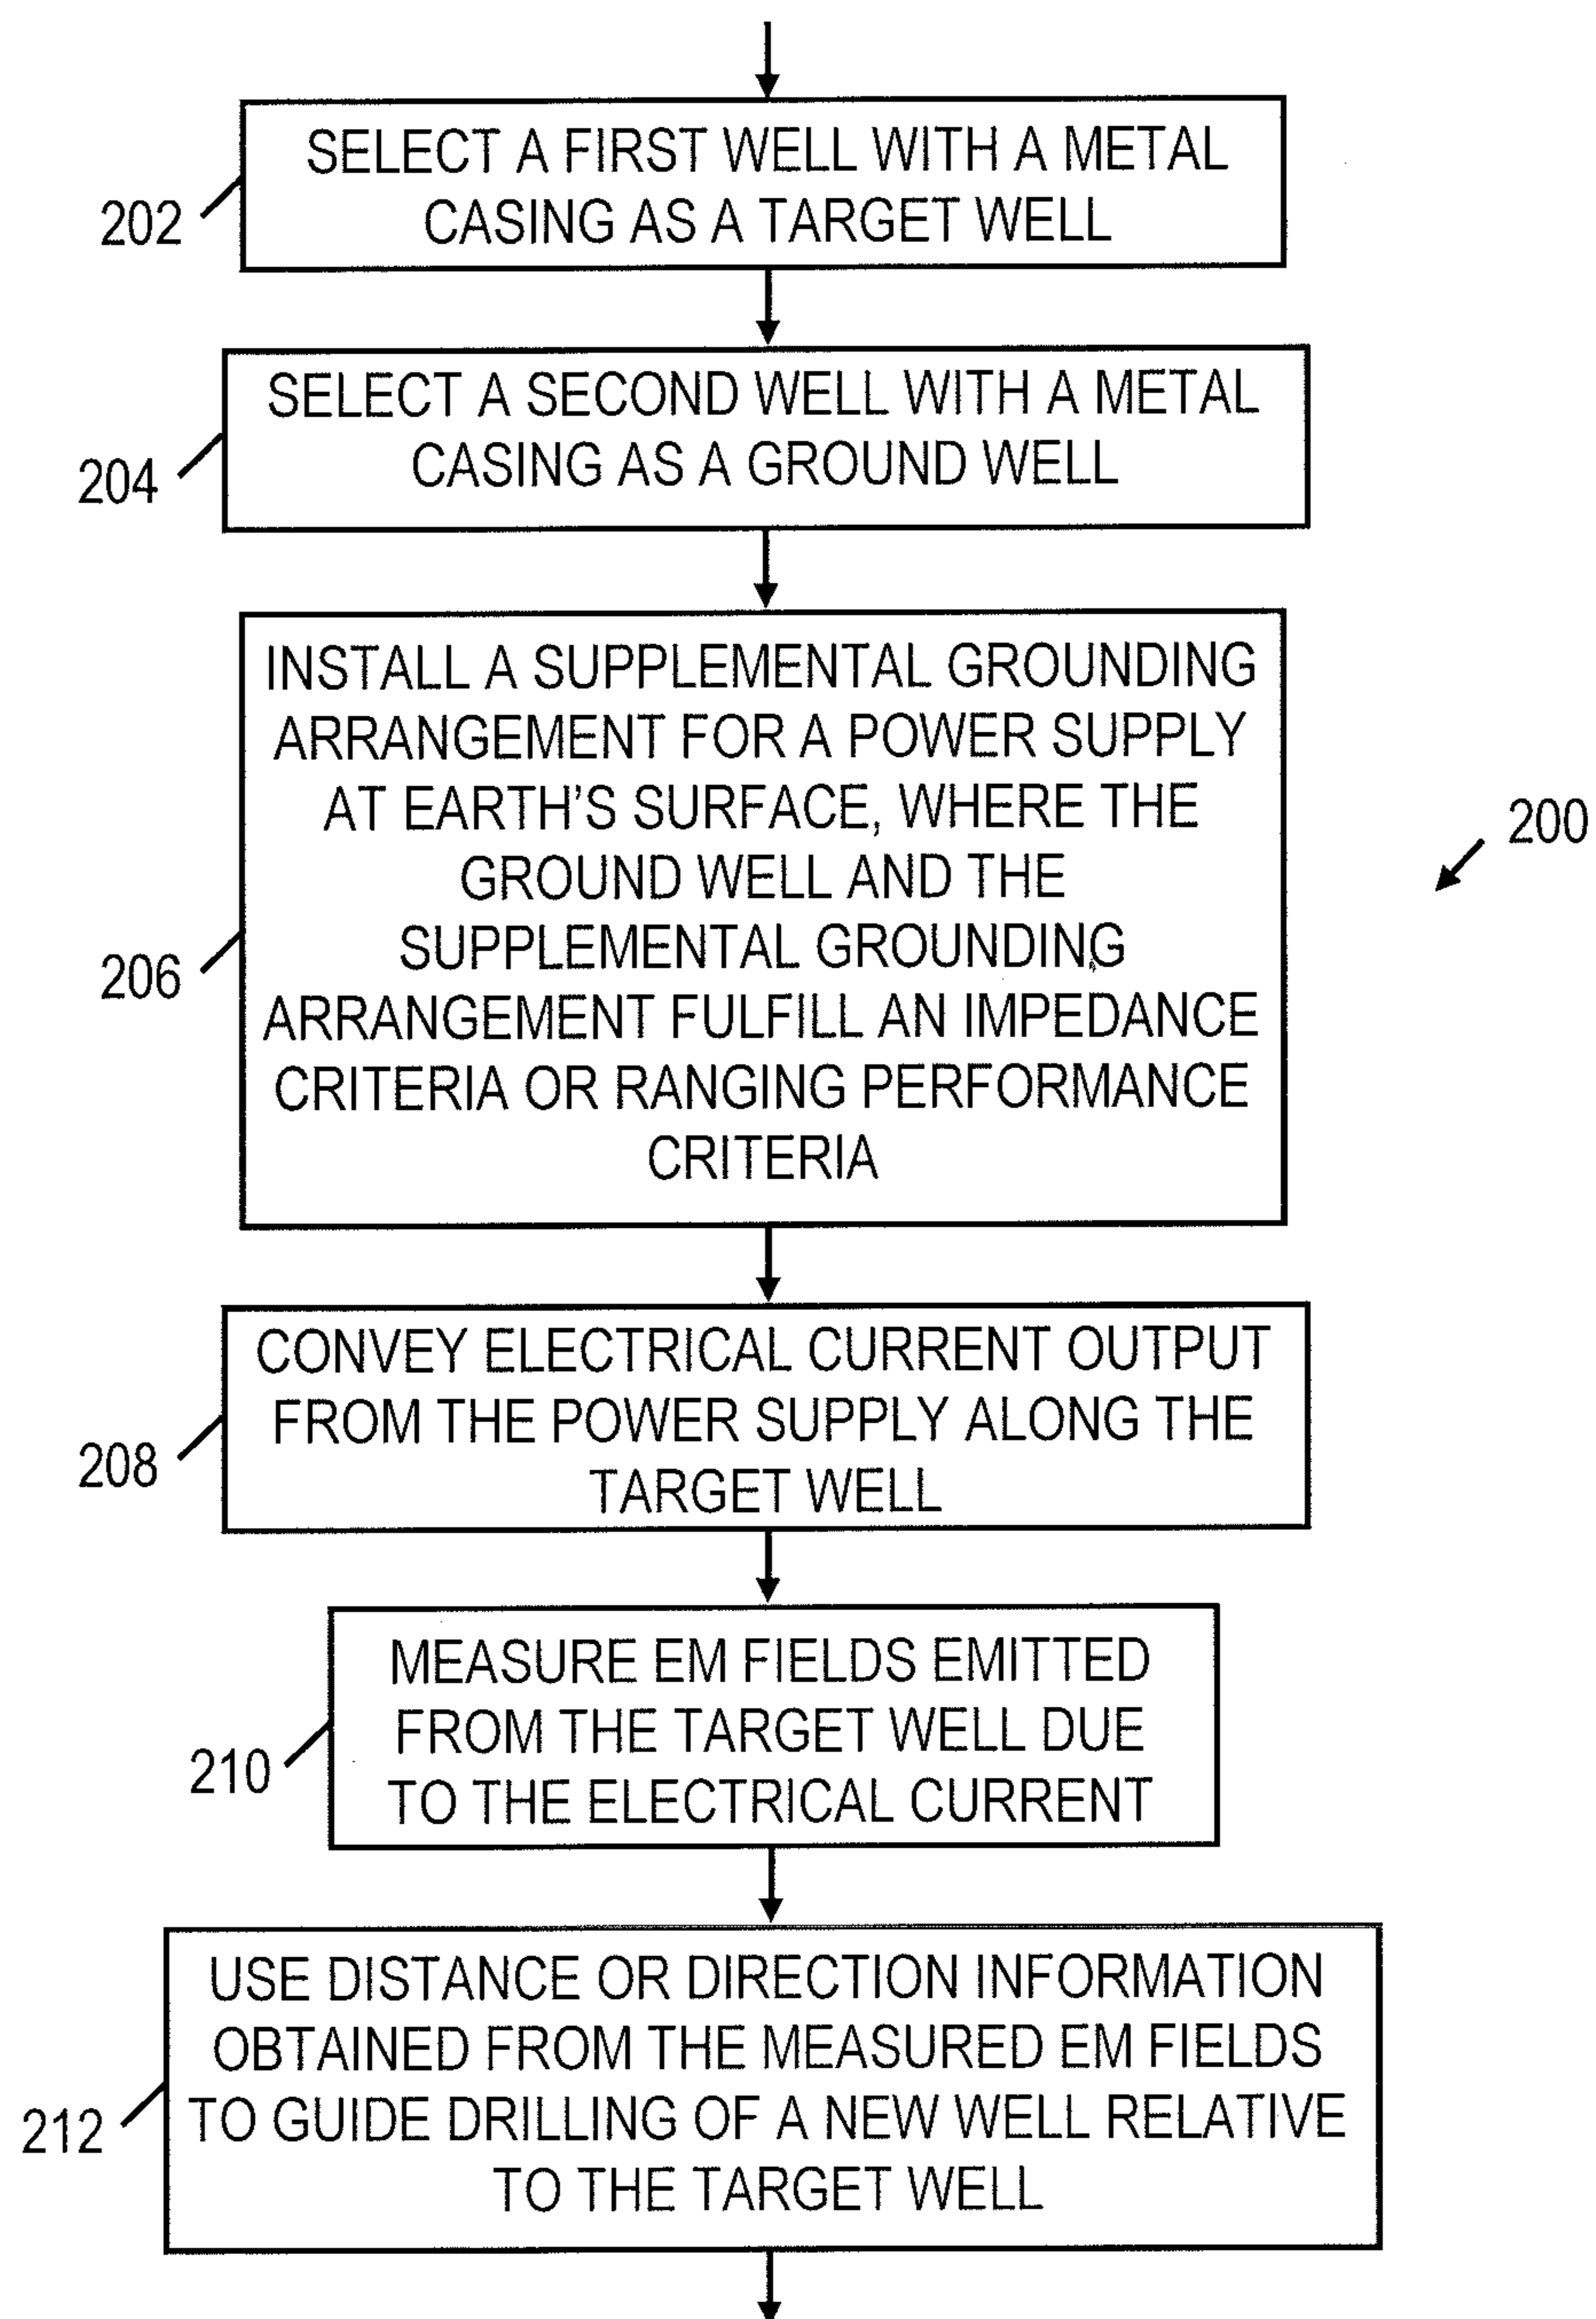 SELECT A FIRST WELL WITH A METAL
CASING AS A TARGET WELL
202
SELECT A SECOND WELL WITH A METAL
CASING AS A GROUND WELL
204
INSTALL A SUPPLEMENTAL GROUNDING
ARRANGEMENT FOR A POWER SUPPLY
AT EARTH'S SURFACE, WHERE THE
GROUND WELL AND THE
SUPPLEMENTAL GROUNDING
ARRANGEMENT FULFILL AN IMPEDANCE
CRITERIA OR RANGING PERFORMANCE
CRITERIA
206
200
CONVEY ELECTRICAL CURRENT OUTPUT
FROM THE POWER SUPPLY ALONG THE
TARGET WELL
208
MEASURE EM FIELDS EMITTED
FROM THE TARGET WELL DUE
TO THE ELECTRICAL CURRENT
210
USE DISTANCE OR DIRECTION INFORMATION
OBTAINED FROM THE MEASURED EM FIELDS
TO GUIDE DRILLING OF A NEW WELL RELATIVE
TO THE TARGET WELL
212